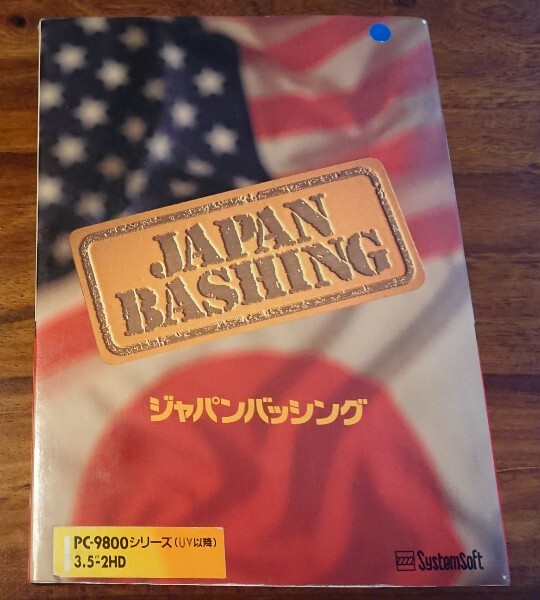 JAPAN
BASHING
ジャパンバッシング
PC-9800シリーズ(UV以降)
3.5"-2HD
SystemSoft